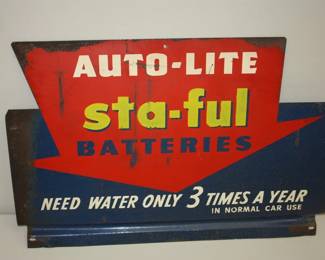 AUTO-LITE
sta-ful
BATTERIES
NEED WATER ONLY 3 TIMES A YEAR
IN NORMAL CAR USE